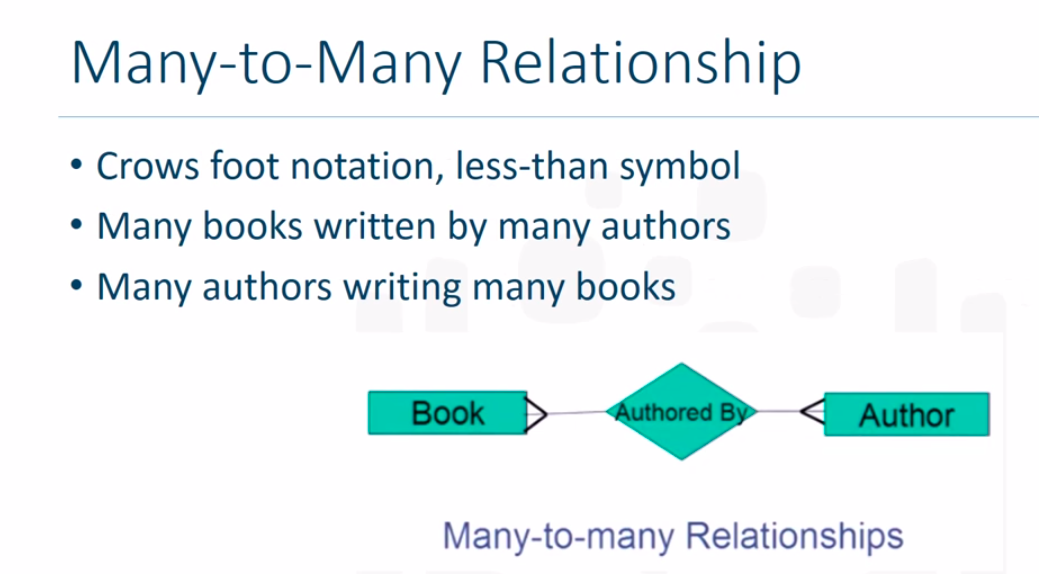 Many-to-Many Relationship
• Crows foot notation, less-than symbol
• Many books written by many authors
• Many authors writing many books
Book
Authored By
Author
Many-to-many Relationships